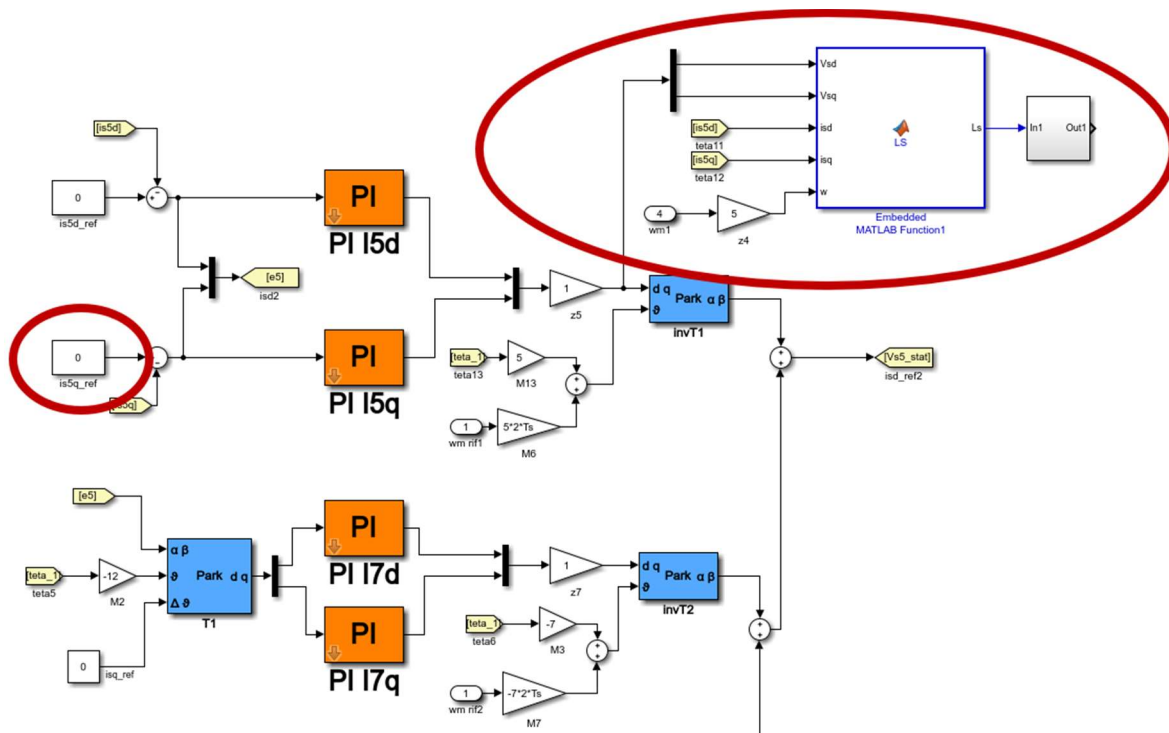 Vsd
Vsq
[is5d]
isd
Ls
In1
Out1
teta11
LS
[is5d]
[is5q]
isq
teta12
0
is5d_ref
PI
4
wm1
5
z4
w
Embedded
MATLAB Function1
PI I5d
[e5]
isd2
1
z5
d q
Park
α β
ϑ
invT1
0
is5q_ref
PI
[teta_1
teta13
5
M13
[Vs5_stat]
isd_ref2
PI I5q
1
wm rif1
5*2*Ts
M6
[e5]
PI
α β
ϑ
Δ ϑ
Park
d q
T1
PI I7d
[teta_1
teta5
-12
M2
1
z7
d q
Park
α β
ϑ
invT2
PI
[teta_1
teta6
-7
M3
0
isq_ref
PI I7q
1
wm rif2
-7*2*Ts
M7